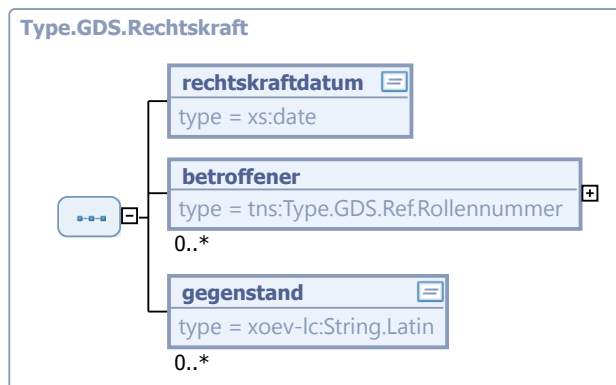 Type.GDS.Rechtskraft
rechtskraftdatum
type = xs:date
betroffener
type = tns:Type.GDS.Ref.Rollennummer
0..*
gegenstand
type = xoev-lc:String.Latin
0..*